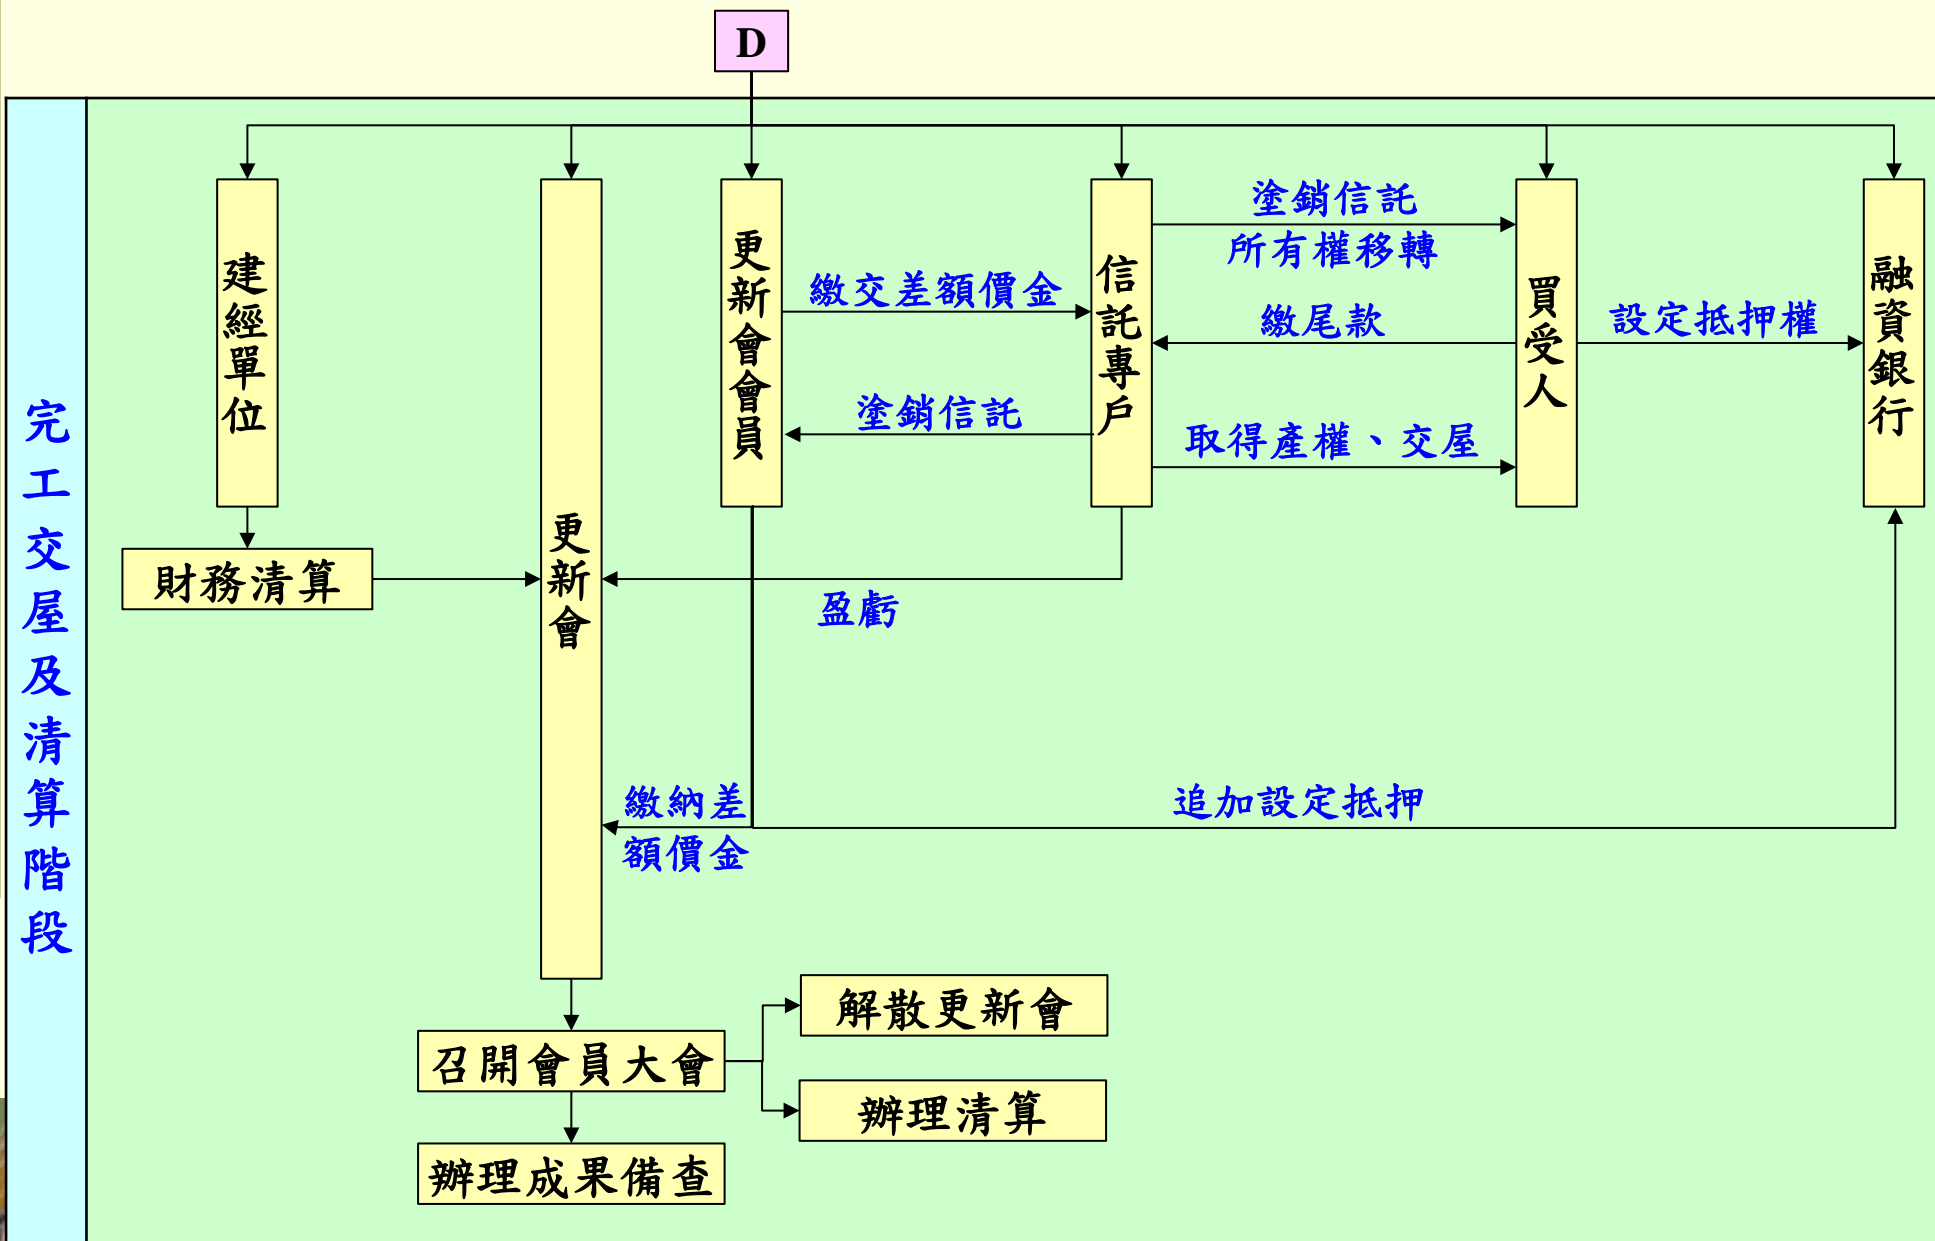 D
完工交屋及清算階段
建經單位
更新會
更新會會員
信託專戶
買受人
融資銀行
塗銷信託
所有權移轉
繳交差額價金
繳尾款
設定抵押權
塗銷信託
取得產權、交屋
財務清算
盈虧
繳納差
額價金
追加設定抵押
解散更新會
召開會員大會
辦理清算
辦理成果備查